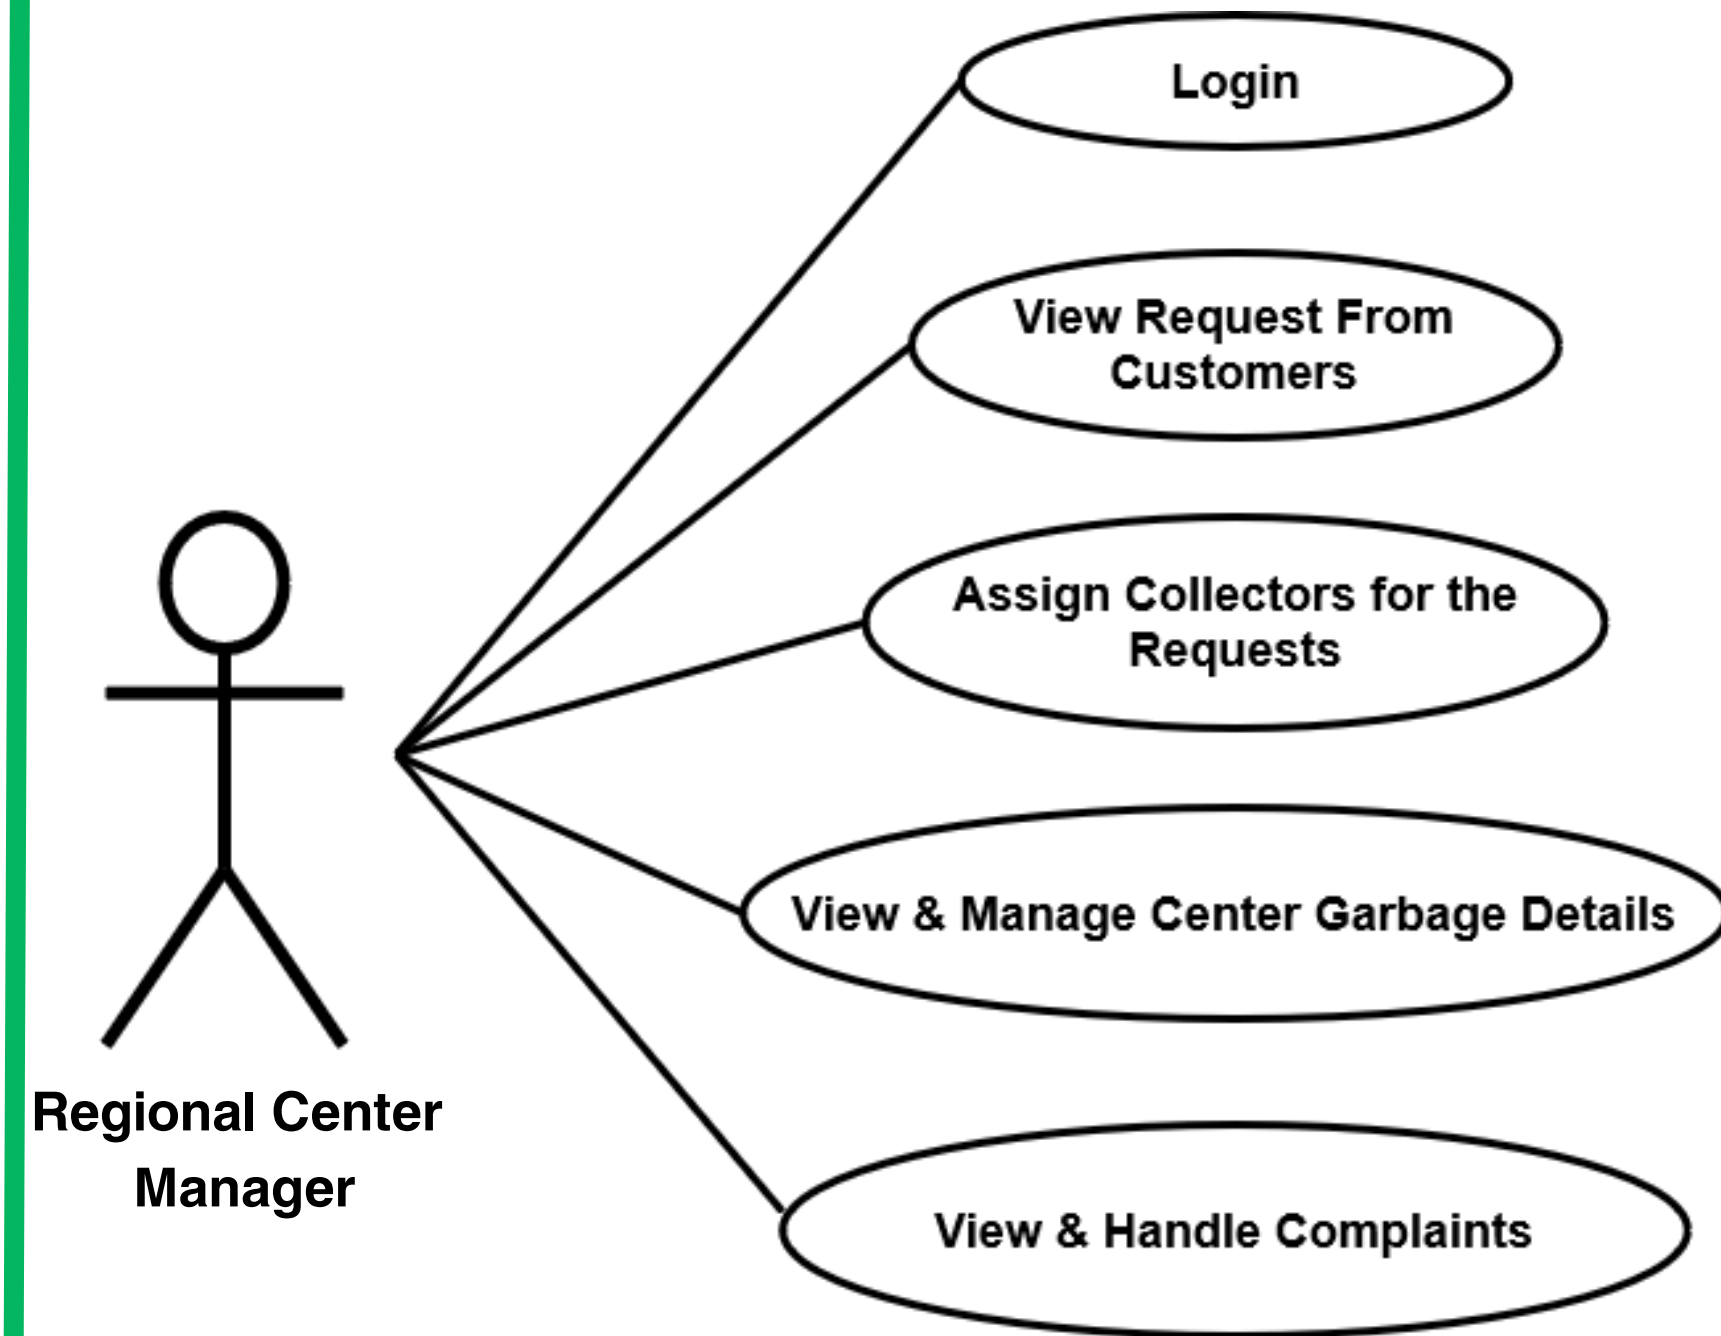 Login
View Request From
Customers
Assign Collectors for the
Requests
View & Manage Center Garbage Details
Regional Center
Manager
View & Handle Complaints